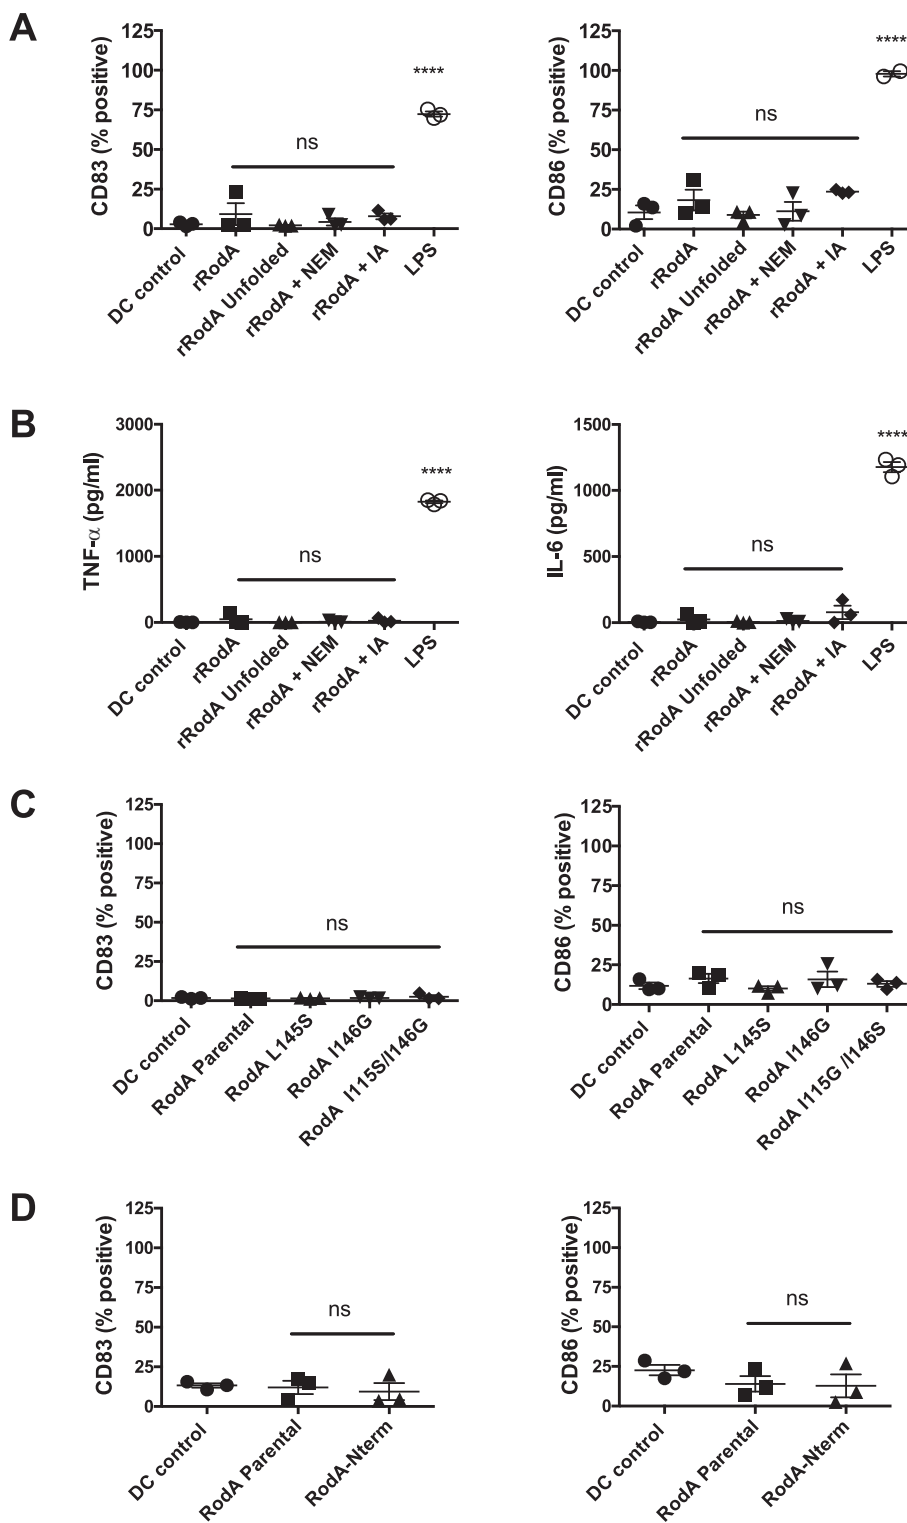 A
CD83 (% positive)
125
100
75
50
25
0
ns
****
DC control
rRodA
rRodA Unfolded
rRodA + NEM
rRodA + IA
LPS
CD86 (% positive)
125
100
75
50
25
0
ns
****
DC control
rRodA
rRodA Unfolded
rRodA + NEM
rRodA + IA
LPS
B
TNF-α (pg/ml)
3000
2000
1000
0
ns
****
DC control
rRodA
rRodA Unfolded
rRodA + NEM
rRodA + IA
LPS
IL-6 (pg/ml)
1500
1000
500
0
ns
****
DC control
rRodA
rRodA Unfolded
rRodA + NEM
rRodA + IA
LPS
C
CD83 (% positive)
125
100
75
50
25
0
ns
DC control
RodA Parental
RodA L145S
RodA I146G
RodA I115S/I146G
CD86 (% positive)
125
100
75
50
25
0
ns
DC control
RodA Parental
RodA L145S
RodA I146G
RodA I115G /I146S
D
CD83 (% positive)
125
100
75
50
25
0
ns
DC control
RodA Parental
RodA-Nterm
CD86 (% positive)
125
100
75
50
25
0
ns
DC control
RodA Parental
RodA-Nterm